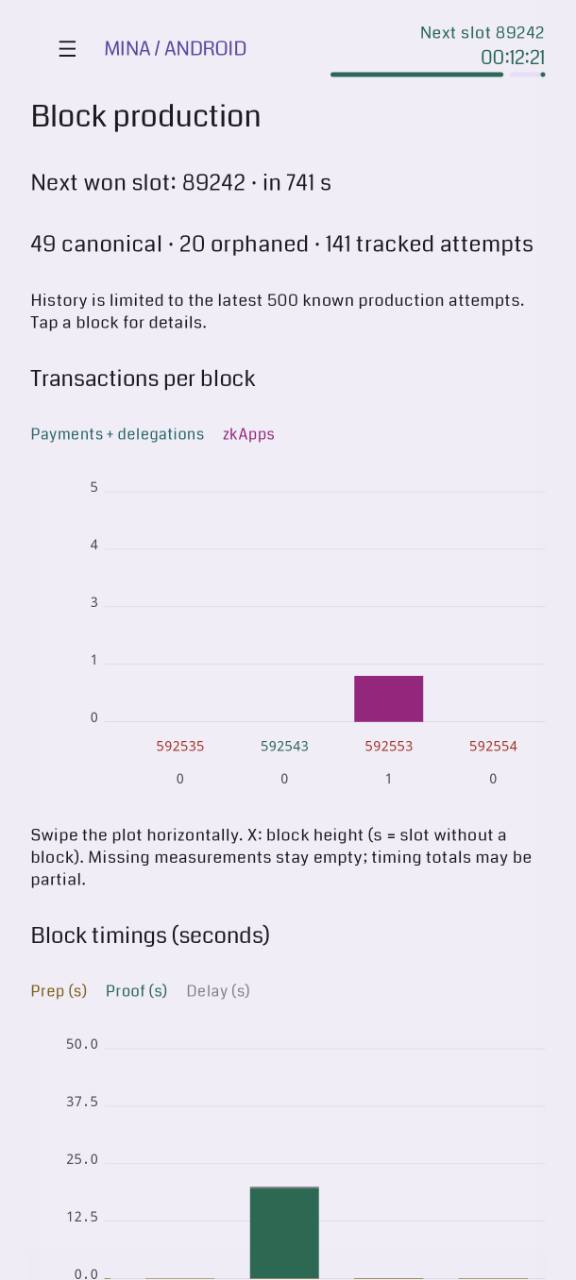 MINA / ANDROID
Next slot 89242
00:12:21
Block production
Next won slot: 89242 · in 741 s
49 canonical · 20 orphaned · 141 tracked attempts
History is limited to the latest 500 known production attempts.
Tap a block for details.
Transactions per block
Payments + delegations zkApps
5
4
3
1
0
592535 592543 592553 592554
0 0 1 0
Swipe the plot horizontally. X: block height (s = slot without a
block). Missing measurements stay empty; timing totals may be
partial.
Block timings (seconds)
Prep (s) Proof (s) Delay (s)
50.0
37.5
25.0
12.5
0.0